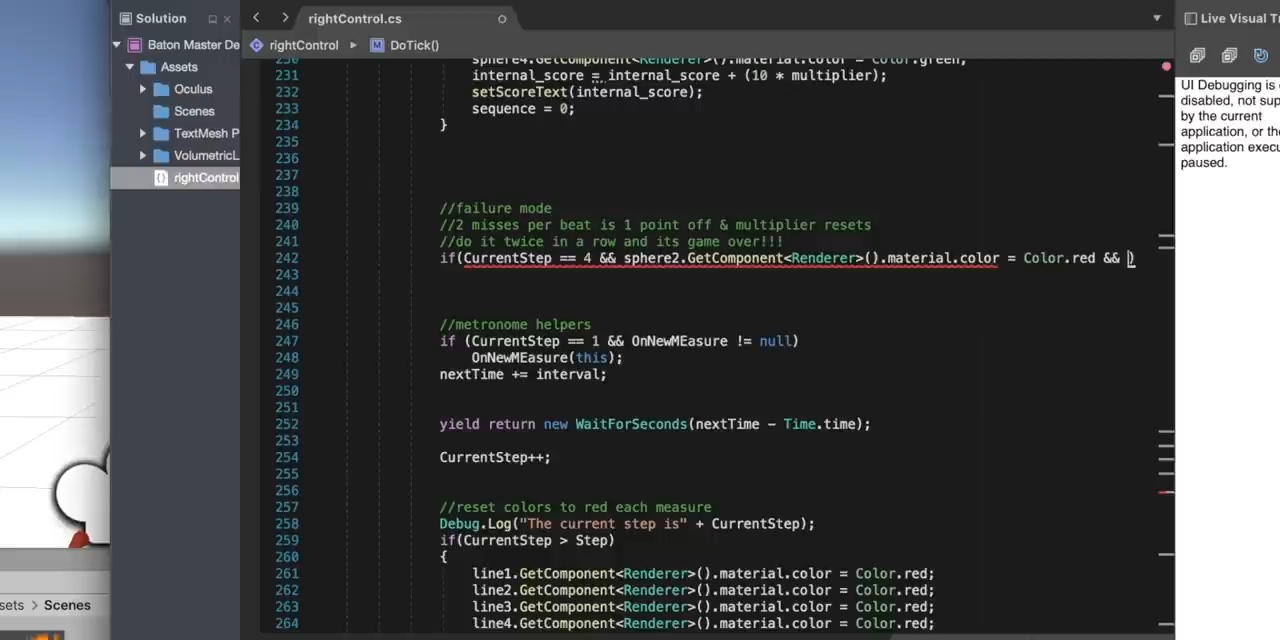 Solution
rightControl.cs
Live Visual Tr
Baton Master De
rightControl
DoTick()
Assets
Oculus
Scenes
TextMesh P
VolumetricL
rightControl
230 sphere4.GetComponent<Renderer>().material.color = Color.green;
231 internal_score = internal_score + (10 * multiplier);
232 setScoreText(internal_score);
233 sequence = 0;
234 }
235
236
237
238
239 //failure mode
240 //2 misses per beat is 1 point off & multiplier resets
241 //do it twice in a row and its game over!!!
242 if(CurrentStep == 4 && sphere2.GetComponent<Renderer>().material.color = Color.red && )
243
244
245
246 //metronome helpers
247 if (CurrentStep == 1 && OnNewMEasure != null)
248 OnNewMEasure(this);
249 nextTime += interval;
250
251
252 yield return new WaitForSeconds(nextTime - Time.time);
253
254 CurrentStep++;
255
256
257 //reset colors to red each measure
258 Debug.Log("The current step is" + CurrentStep);
259 if(CurrentStep > Step)
260 {
261 line1.GetComponent<Renderer>().material.color = Color.red;
262 line2.GetComponent<Renderer>().material.color = Color.red;
263 line3.GetComponent<Renderer>().material.color = Color.red;
264 line4.GetComponent<Renderer>().material.color = Color.red;
UI Debugging is
disabled, not sup
by the current
application, or the
application execu
paused.
sets > Scenes